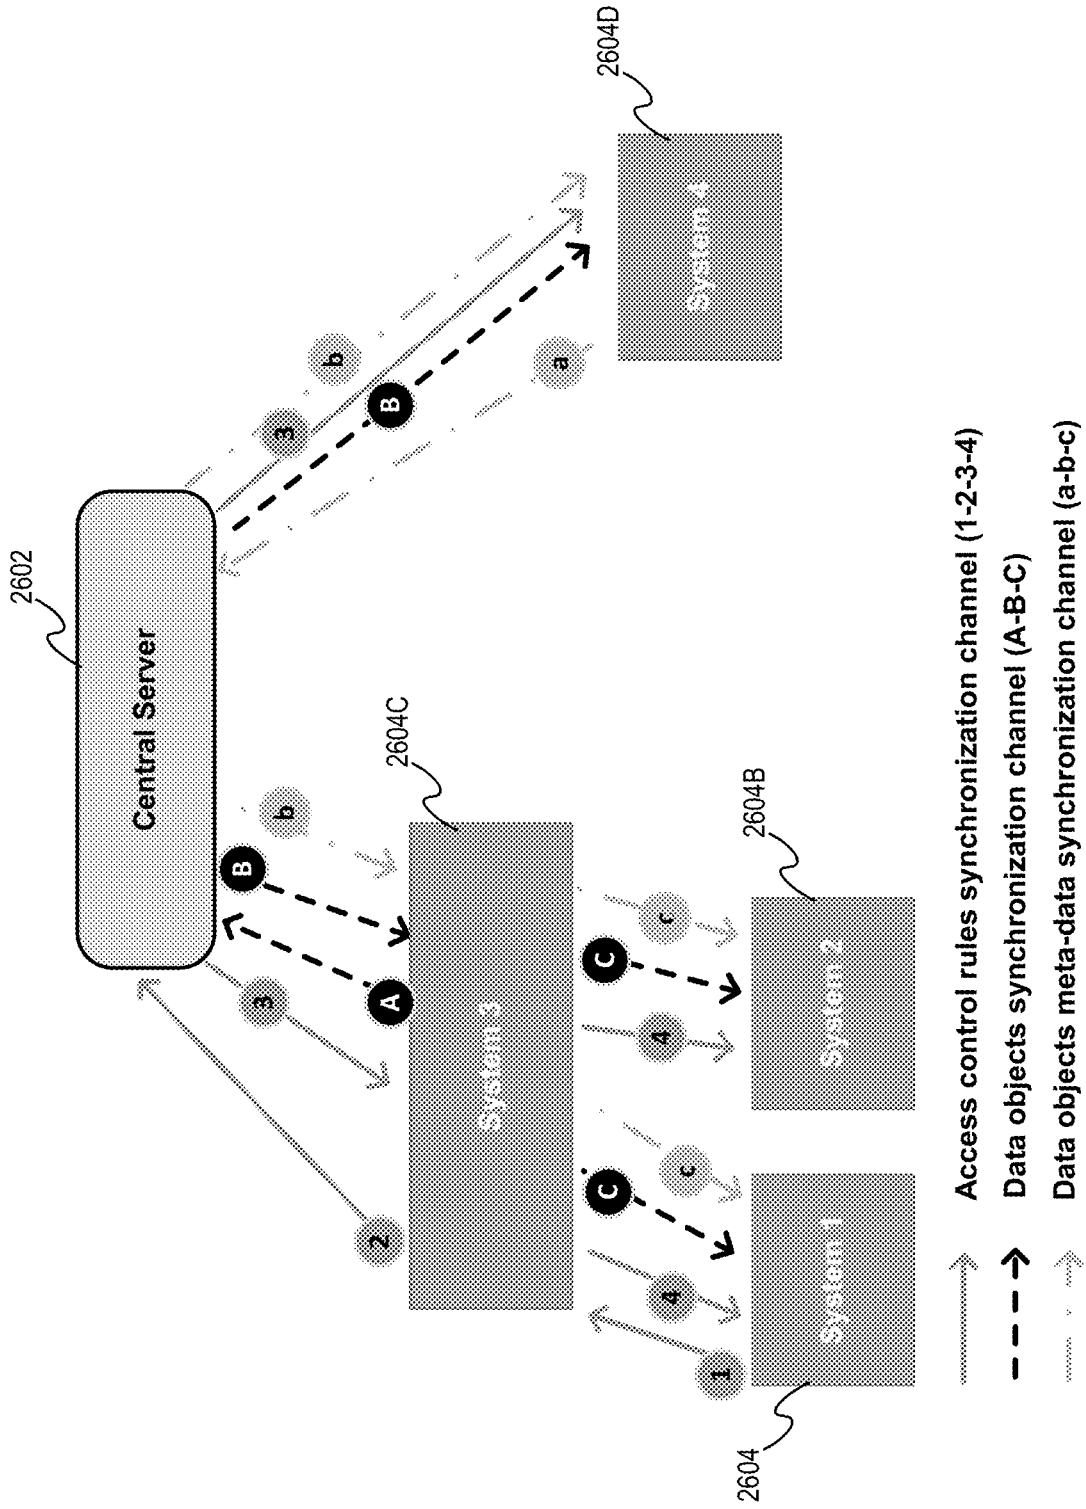 2602
Central Server
2
3
A
B
b
3
b
B
a
2604C
System 3
2604D
System 4
1
4
C
c
4
C
c
2604B
2604
System 1
System 2
Access control rules synchronization channel (1-2-3-4)
Data objects synchronization channel (A-B-C)
Data objects meta-data synchronization channel (a-b-c)